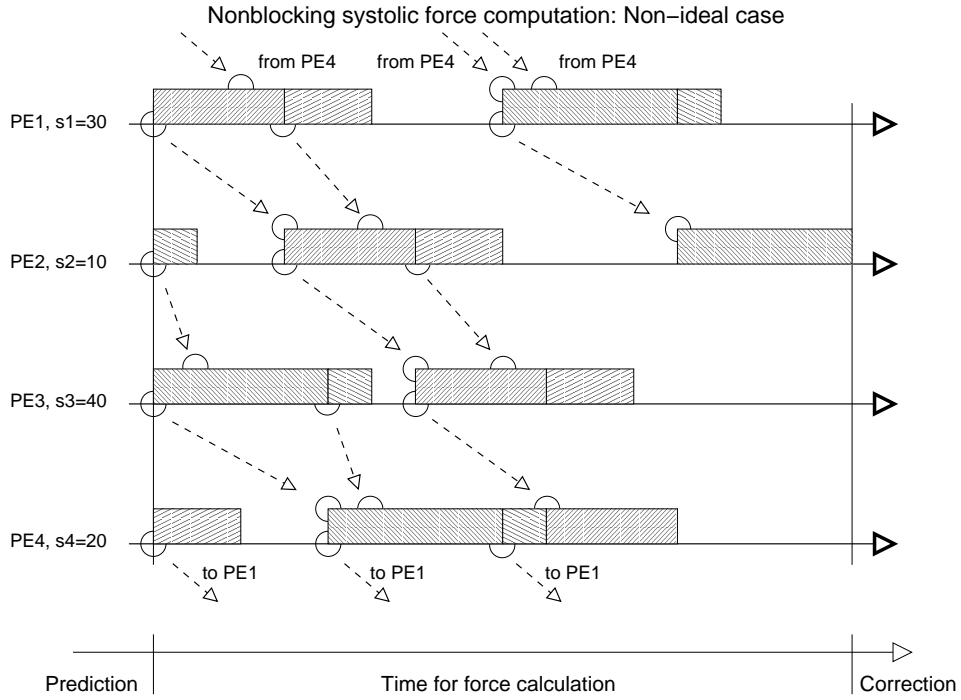 Nonblocking systolic force computation: Non−ideal case
from PE4
from PE4
from PE4
PE1, s1=30
PE2, s2=10
PE3, s3=40
PE4, s4=20
to PE1
to PE1
to PE1
Prediction
Time for force calculation
Correction